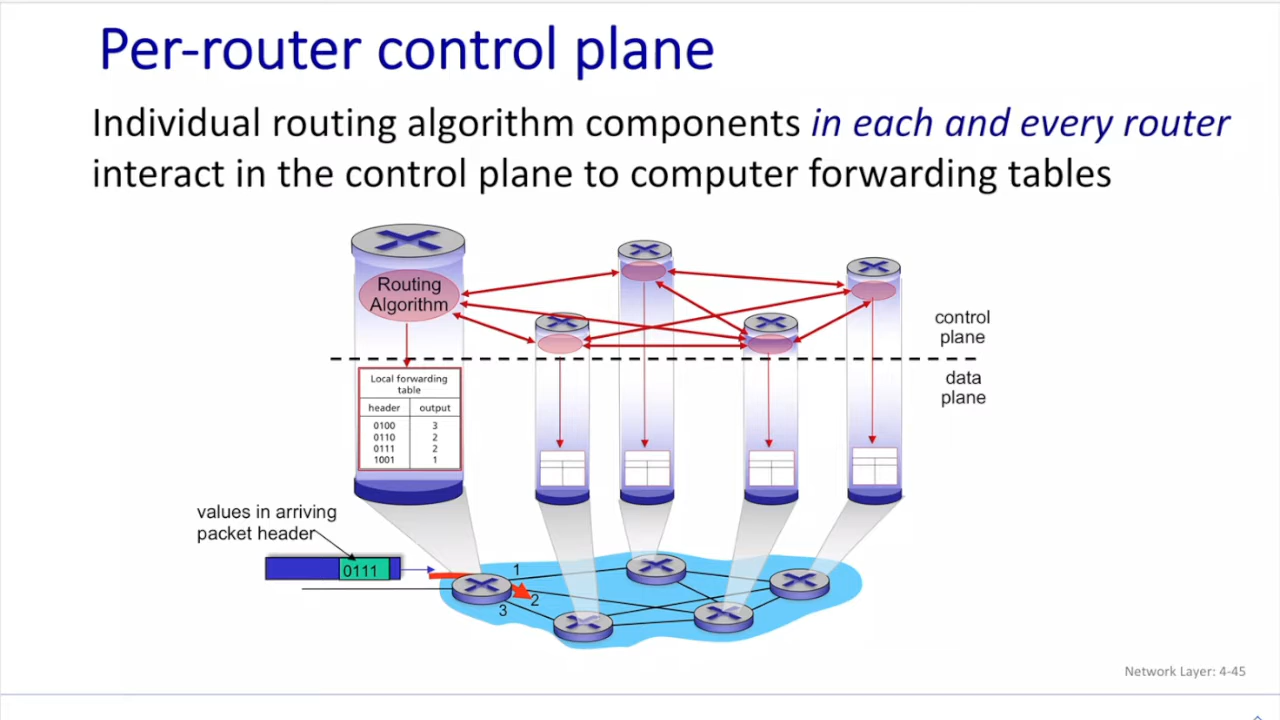 Per-router control plane
Individual routing algorithm components in each and every router
interact in the control plane to computer forwarding tables
Routing
Algorithm
control
plane
data
plane
Local forwarding
table
header output
0100 3
0110 2
0111 2
1001 1
values in arriving
packet header
0111
1
2
3
Network Layer: 4-45